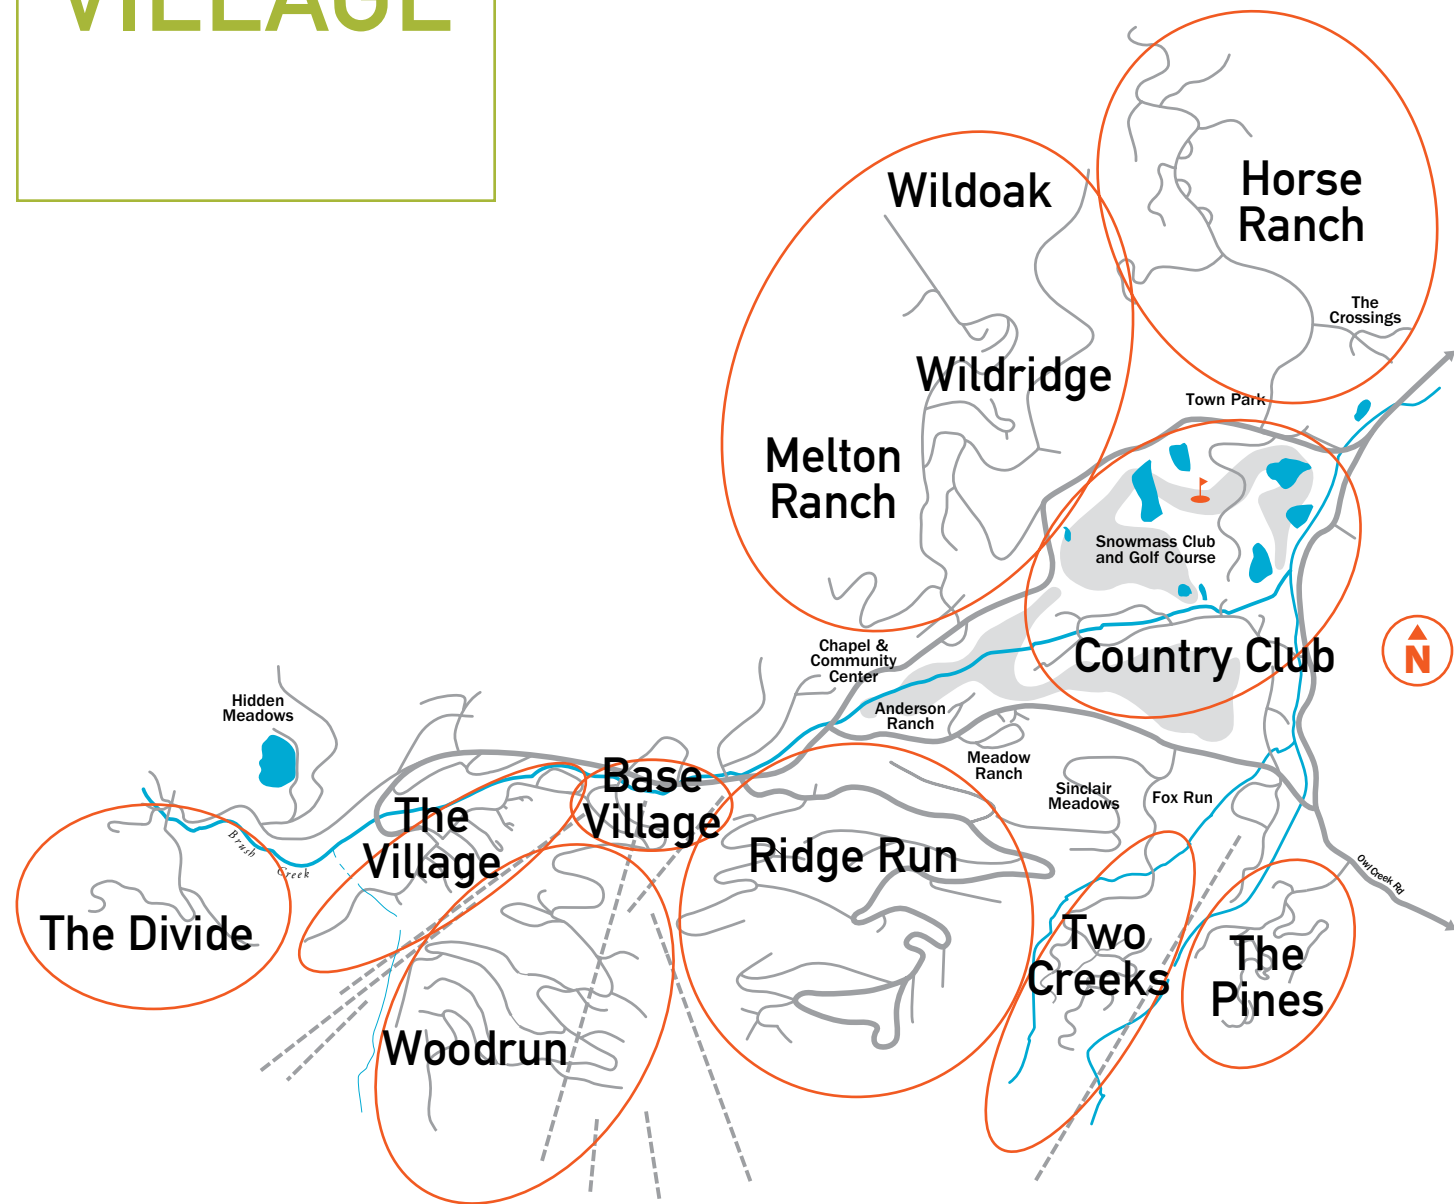 VILLAGE
Wildoak
Horse
Ranch
The
Crossings
Wildridge
Town Park
Melton
Ranch
Snowmass Club
and Golf Course
Country Club
N
Chapel &
Community
Center
Hidden
Meadows
Anderson
Ranch
Meadow
Ranch
Base
Village
Sinclair
Meadows
Fox Run
The
Village
Ridge Run
Brush
Creek
Owl Creek Rd
The Divide
Two
Creeks
The
Pines
Woodrun